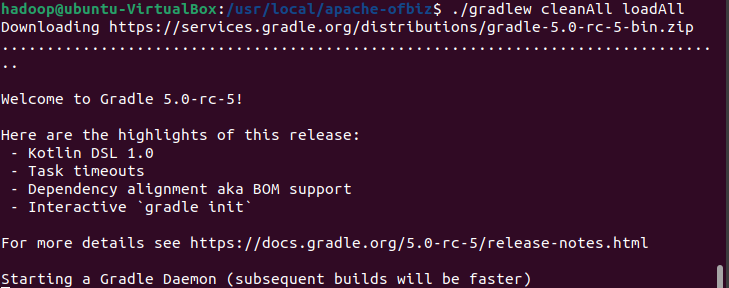 hadoop@ubuntu-VirtualBox:/usr/local/apache-ofbiz$ ./gradlew cleanAll loadAll
Downloading https://services.gradle.org/distributions/gradle-5.0-rc-5-bin.zip
...............................................................................
..
Welcome to Gradle 5.0-rc-5!
Here are the highlights of this release:
- Kotlin DSL 1.0
- Task timeouts
- Dependency alignment aka BOM support
- Interactive `gradle init`
For more details see https://docs.gradle.org/5.0-rc-5/release-notes.html
Starting a Gradle Daemon (subsequent builds will be faster)